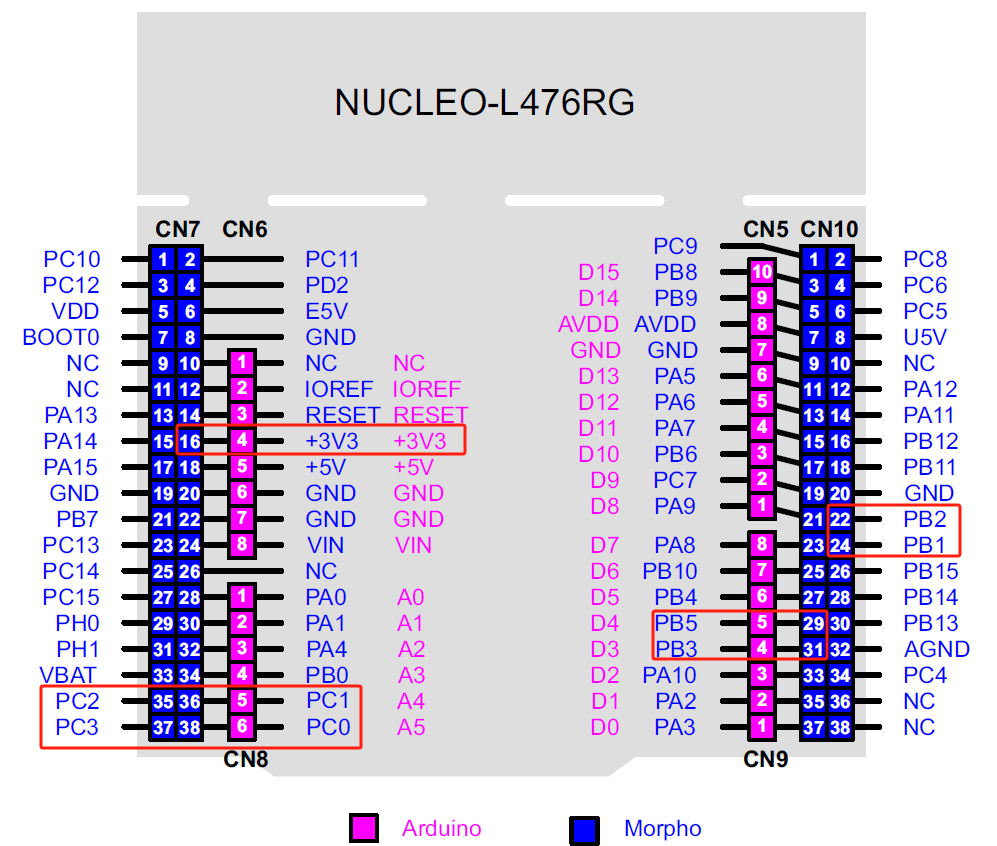 NUCLEO-L476RG
CN7 CN6 CN5 CN10
PC9
PC10 1 2 PC11 1 2 PC8
D15 PB8 10
PC12 3 4 PD2 3 4 PC6
D14 PB9 9
VDD 5 6 E5V 5 6 PC5
AVDD AVDD 8
BOOT0 7 8 GND 7 8 U5V
GND GND 7
NC 9 10 1 NC NC 9 10 NC
D13 PA5 6
NC 11 12 2 IOREF IOREF 11 12 PA12
D12 PA6 5
PA13 13 14 3 RESET RESET 13 14 PA11
D11 PA7 4
PA14 15 16 4 +3V3 +3V3 15 16 PB12
D10 PB6 3
PA15 17 18 5 +5V +5V 17 18 PB11
D9 PC7 2
GND 19 20 6 GND GND 19 20 GND
D8 PA9 1
PB7 21 22 7 GND GND 21 22 PB2
PC13 23 24 8 VIN VIN D7 PA8 8 23 24 PB1
PC14 25 26 NC D6 PB10 7 25 26 PB15
PC15 27 28 1 PA0 A0 D5 PB4 6 27 28 PB14
PH0 29 30 2 PA1 A1 D4 PB5 5 29 30 PB13
PH1 31 32 3 PA4 A2 D3 PB3 4 31 32 AGND
VBAT 33 34 4 PB0 A3 D2 PA10 3 33 34 PC4
PC2 35 36 5 PC1 A4 D1 PA2 2 35 36 NC
PC3 37 38 6 PC0 A5 D0 PA3 1 37 38 NC
CN8 CN9
Arduino Morpho